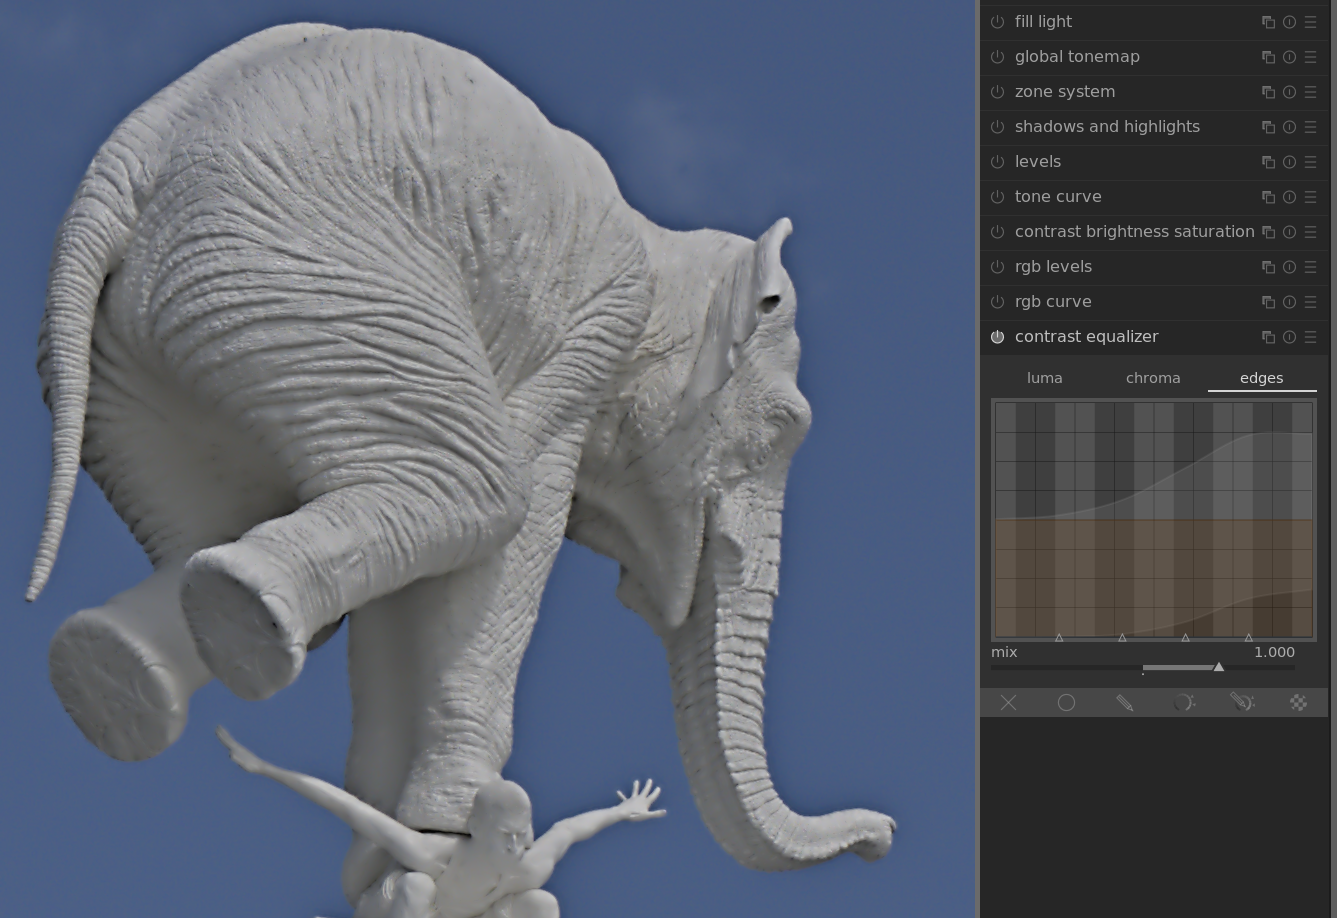 fill light
global tonemap
zone system
shadows and highlights
levels
tone curve
contrast brightness saturation
rgb levels
rgb curve
contrast equalizer
luma chroma edges
mix 1.000